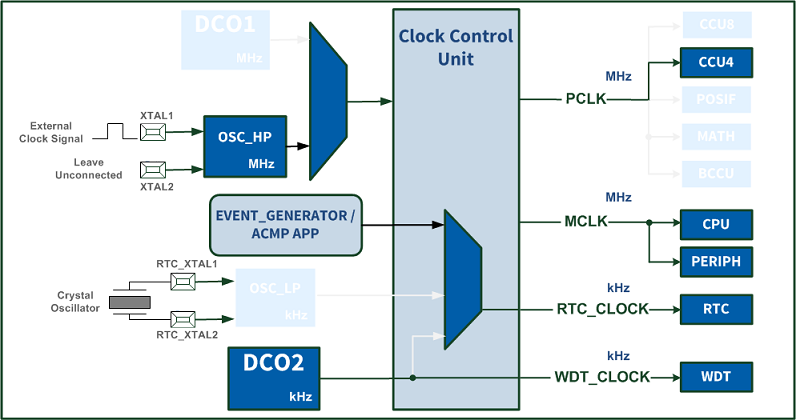 DCO1
MHz
Clock Control
Unit
CCU8
MHz
CCU4
PCLK
POSIF
MATH
BCCU
XTAL1
External
Clock Signal
OSC_HP
MHz
Leave
Unconnected
XTAL2
EVENT_GENERATOR /
ACMP APP
MHz
MCLK
CPU
PERIPH
RTC_XTAL1
Crystal
Oscillator
OSC_LP
kHz
RTC_XTAL2
kHz
RTC_CLOCK
RTC
DCO2
kHz
kHz
WDT_CLOCK
WDT